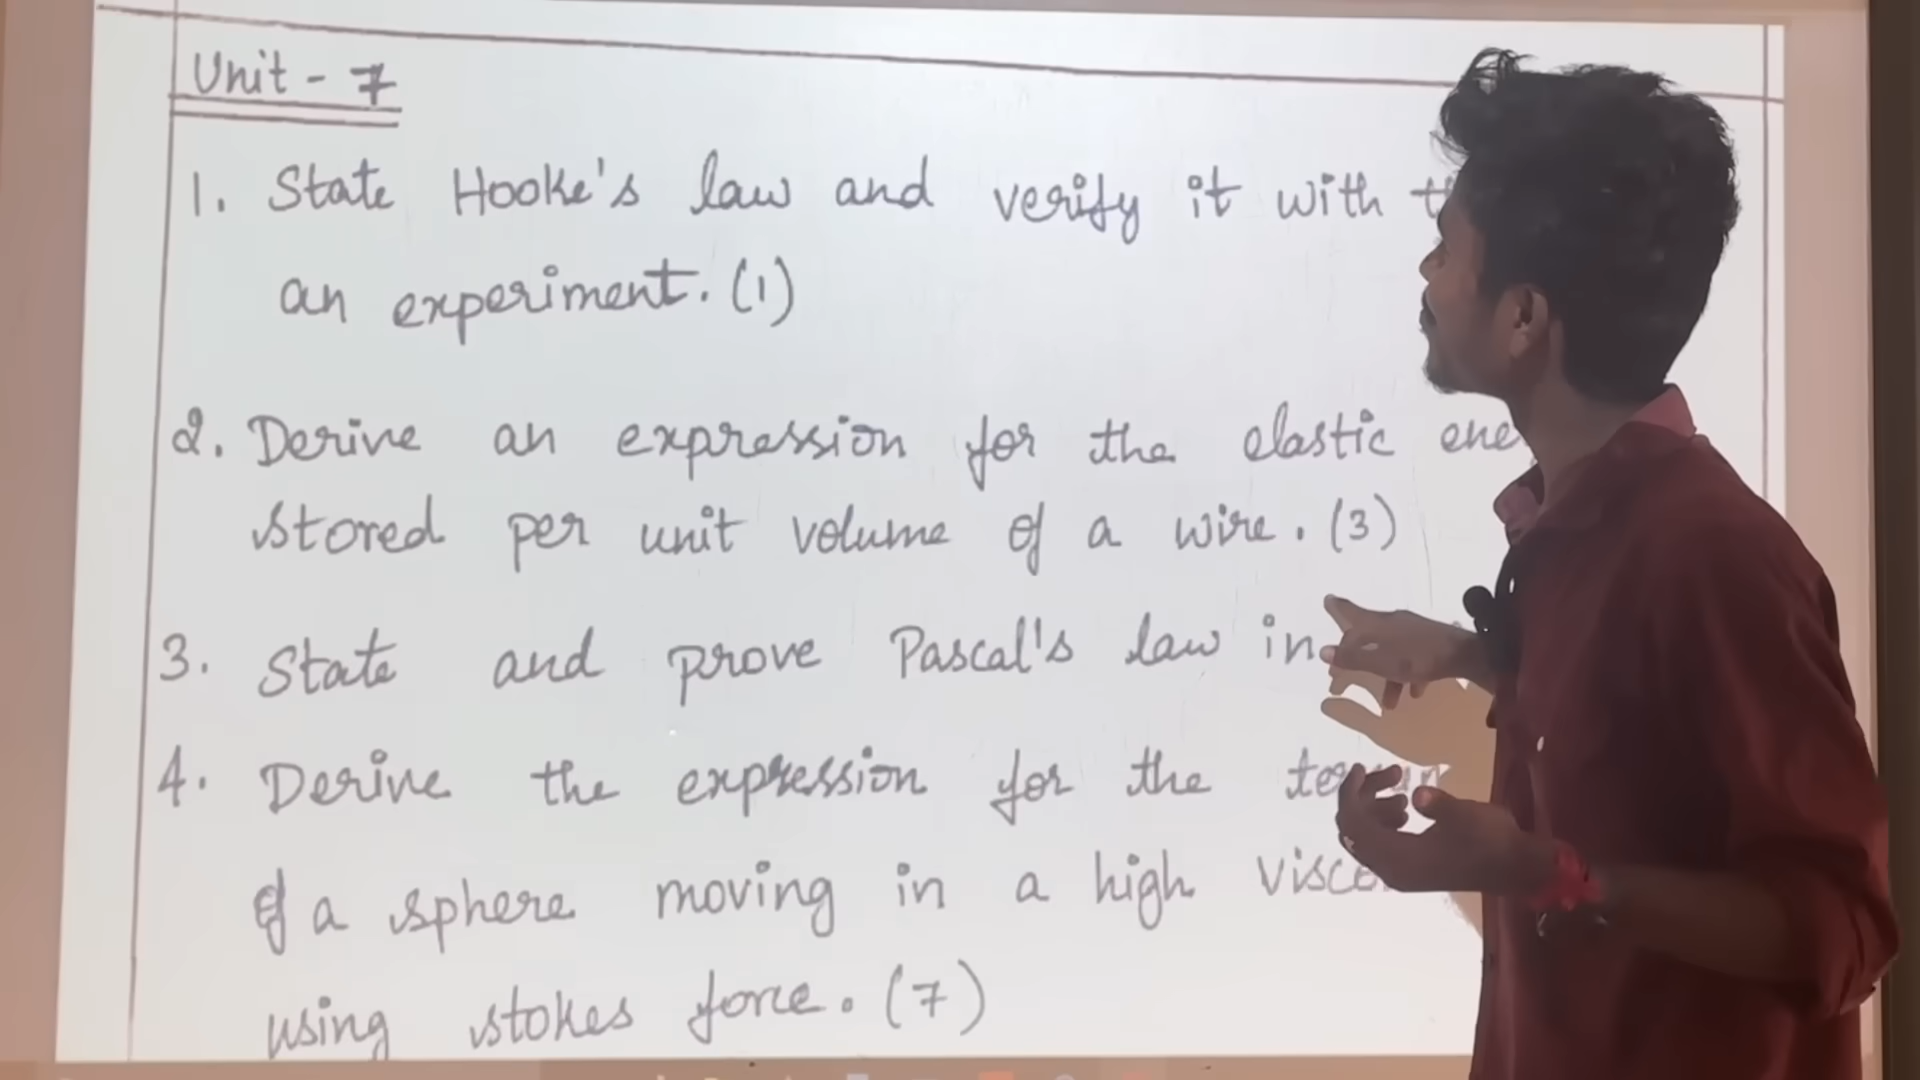 Unit - 7
1. State Hooke's law and verify it with
an experiment. (1)
2. Derive an expression for the elastic
stored per unit volume of a wire. (3)
3. State and prove Pascal's law in
4. Derive the expression for the
of a sphere moving in a high
using stokes force. (7)